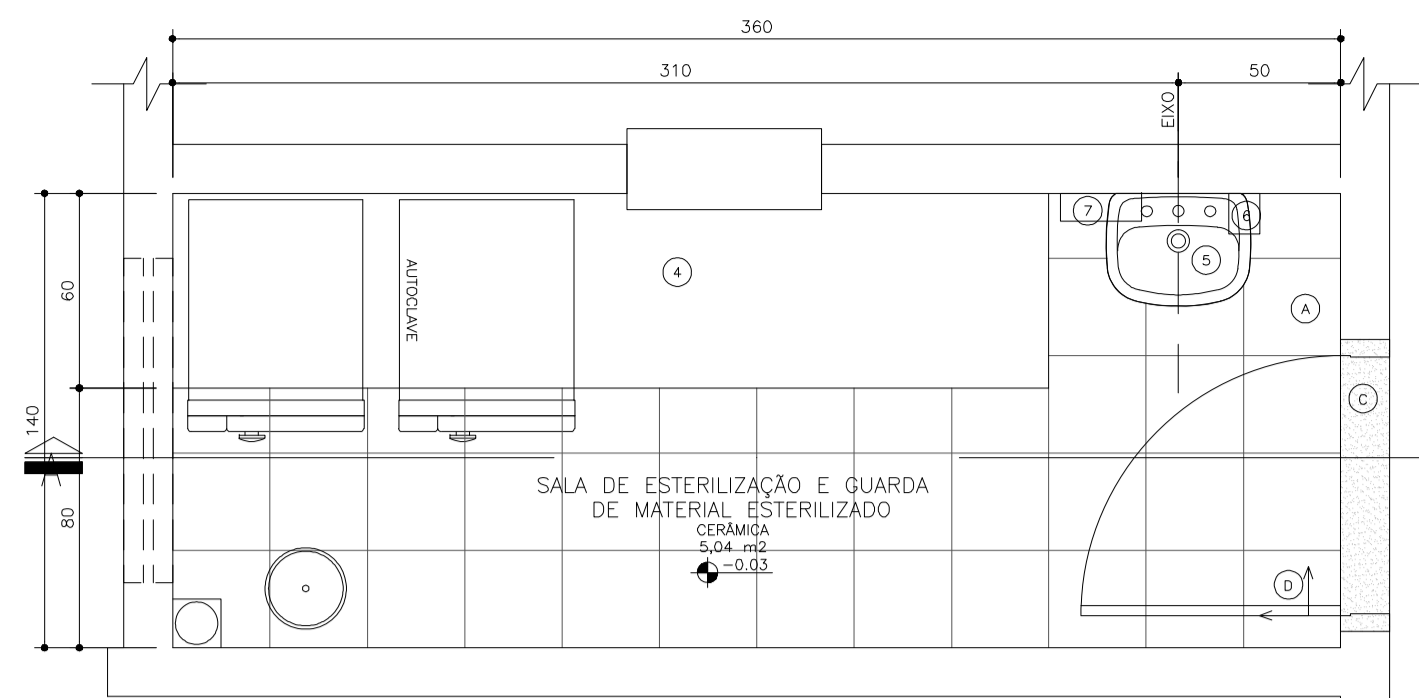 360
310
50
EIXO
7
6
5
4
A
60
AUTOCLAVE
C
140
80
SALA DE ESTERILIZAÇÃO E GUARDA
DE MATERIAL ESTERILIZADO
CERÂMICA
5,04 m2
-0.03
D